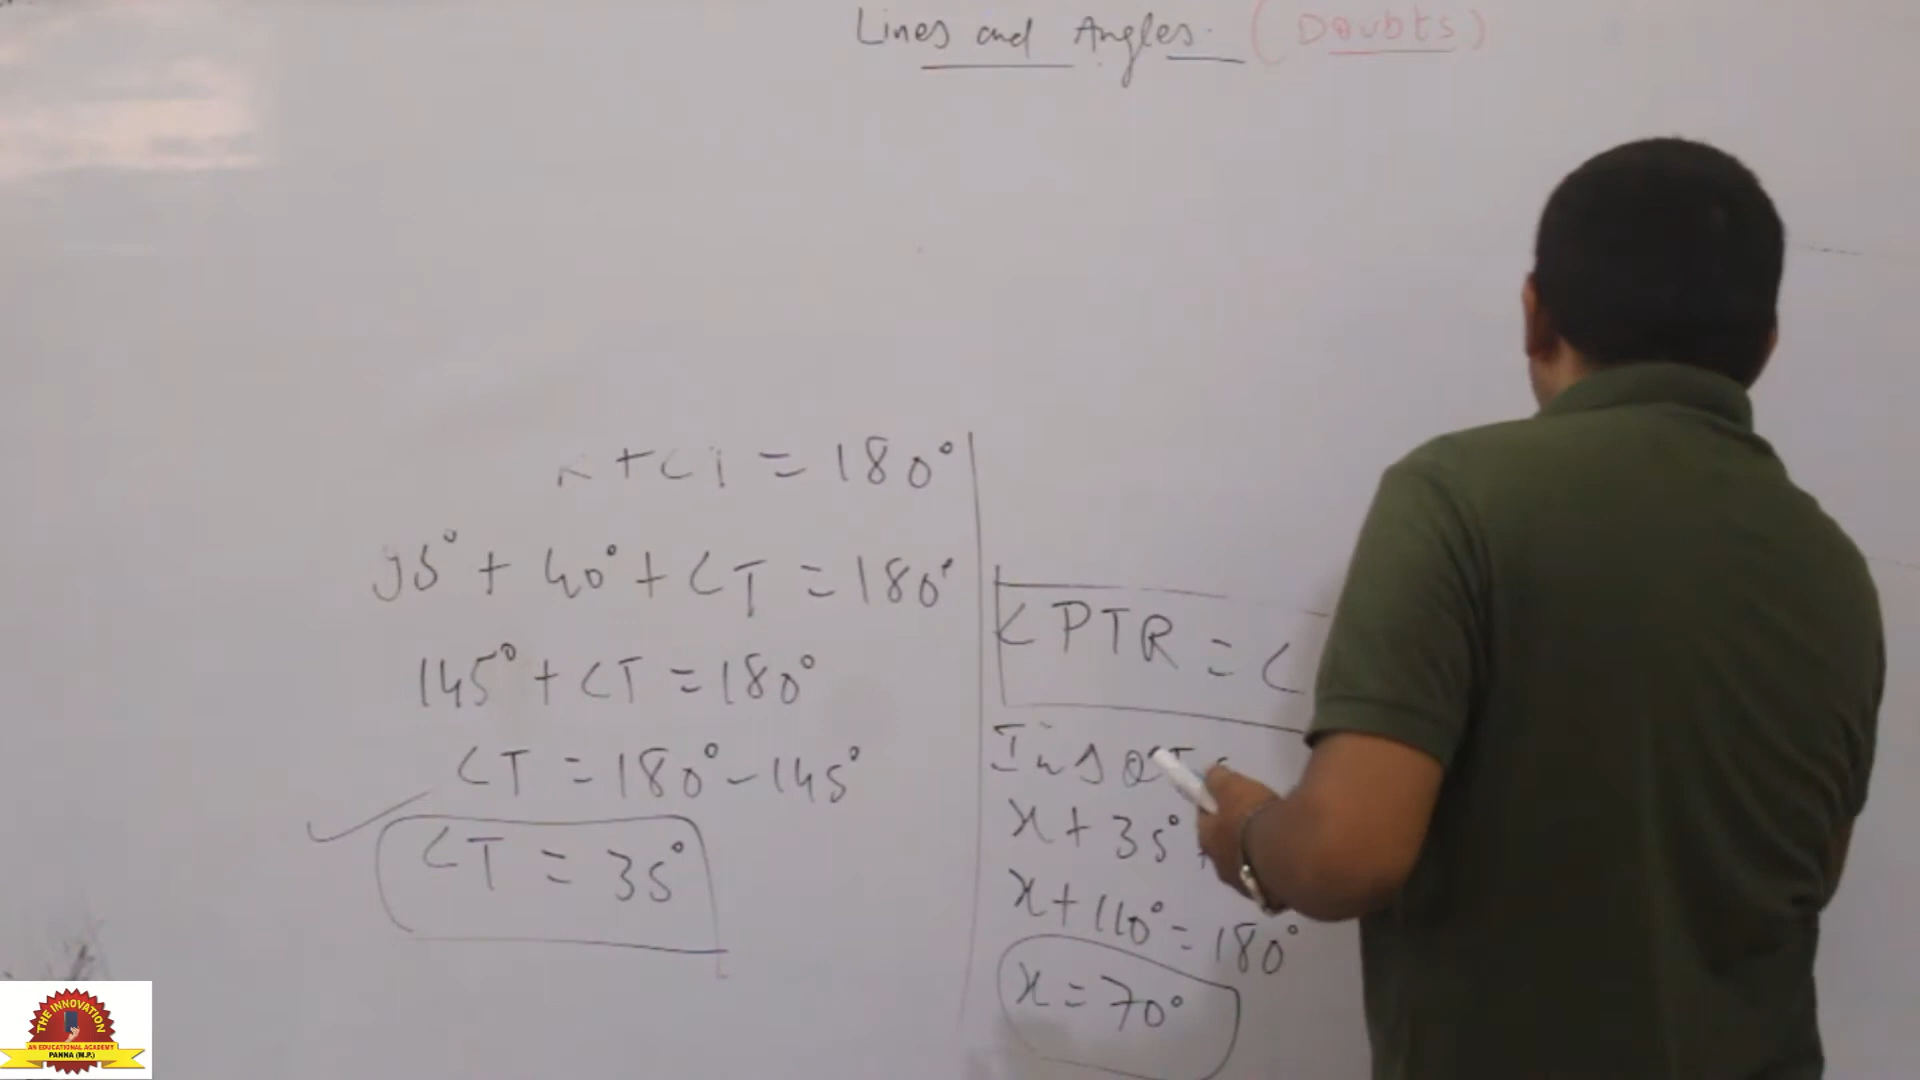 Lines and Angles. (Doubts)
+ ∠T = 180°
95° + 40° + ∠T = 180°
145° + ∠T = 180°
∠T = 180° - 145°
∠T = 35°
∠PTR = ∠
In Δ
x + 35°
x + 110° = 180°
x = 70°
THE INNOVATION
AN EDUCATIONAL ACADEMY
PANNA (M.P.)